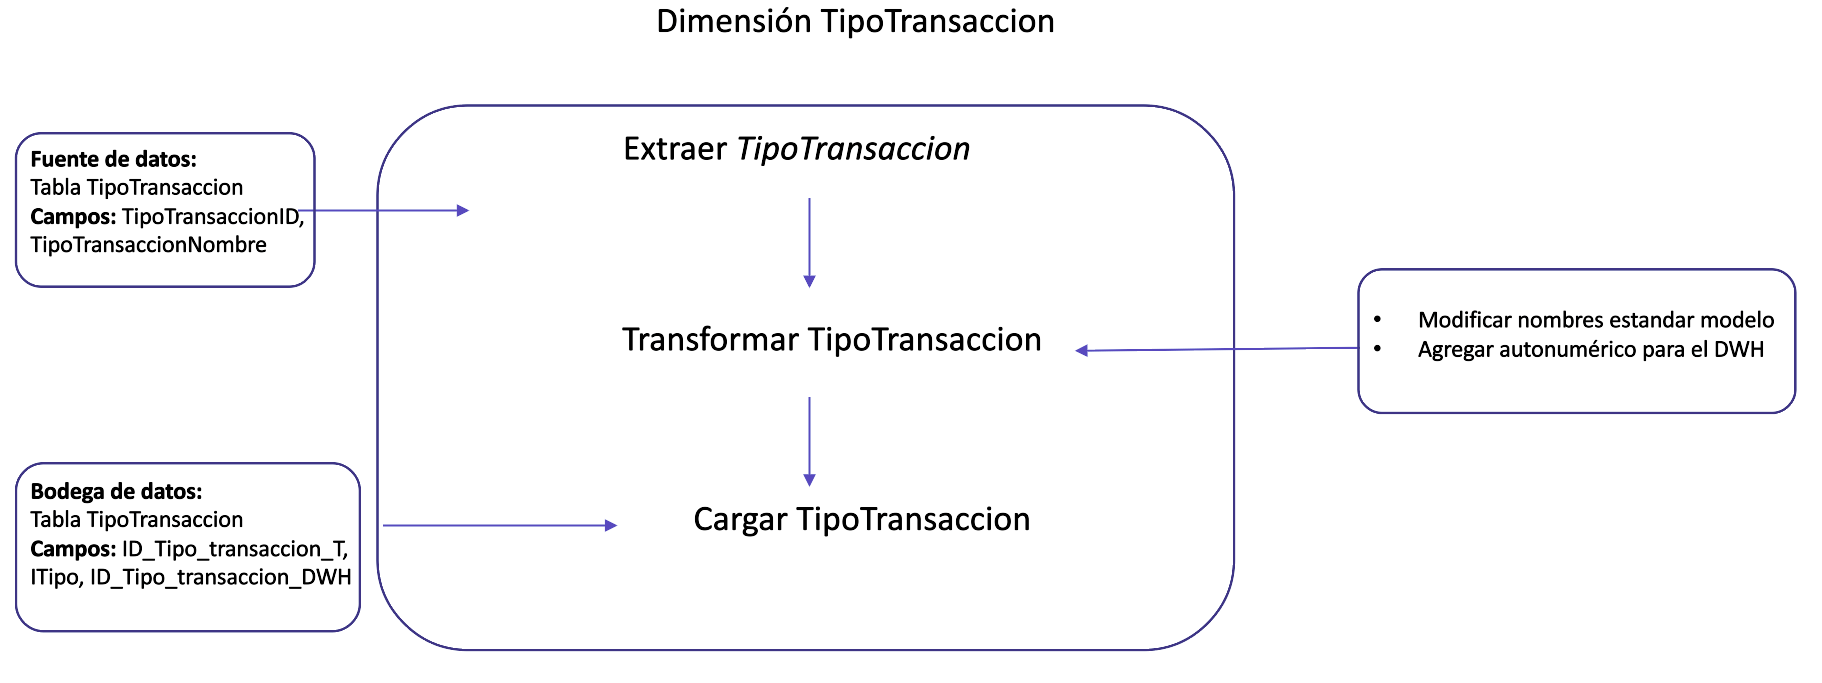 Dimensión TipoTransaccion
Fuente de datos:
Tabla TipoTransaccion
Campos: TipoTransaccionID,
TipoTransaccionNombre
Extraer TipoTransaccion
Transformar TipoTransaccion
• Modificar nombres estandar modelo
• Agregar autonumérico para el DWH
Bodega de datos:
Tabla TipoTransaccion
Campos: ID_Tipo_transaccion_T,
ITipo, ID_Tipo_transaccion_DWH
Cargar TipoTransaccion